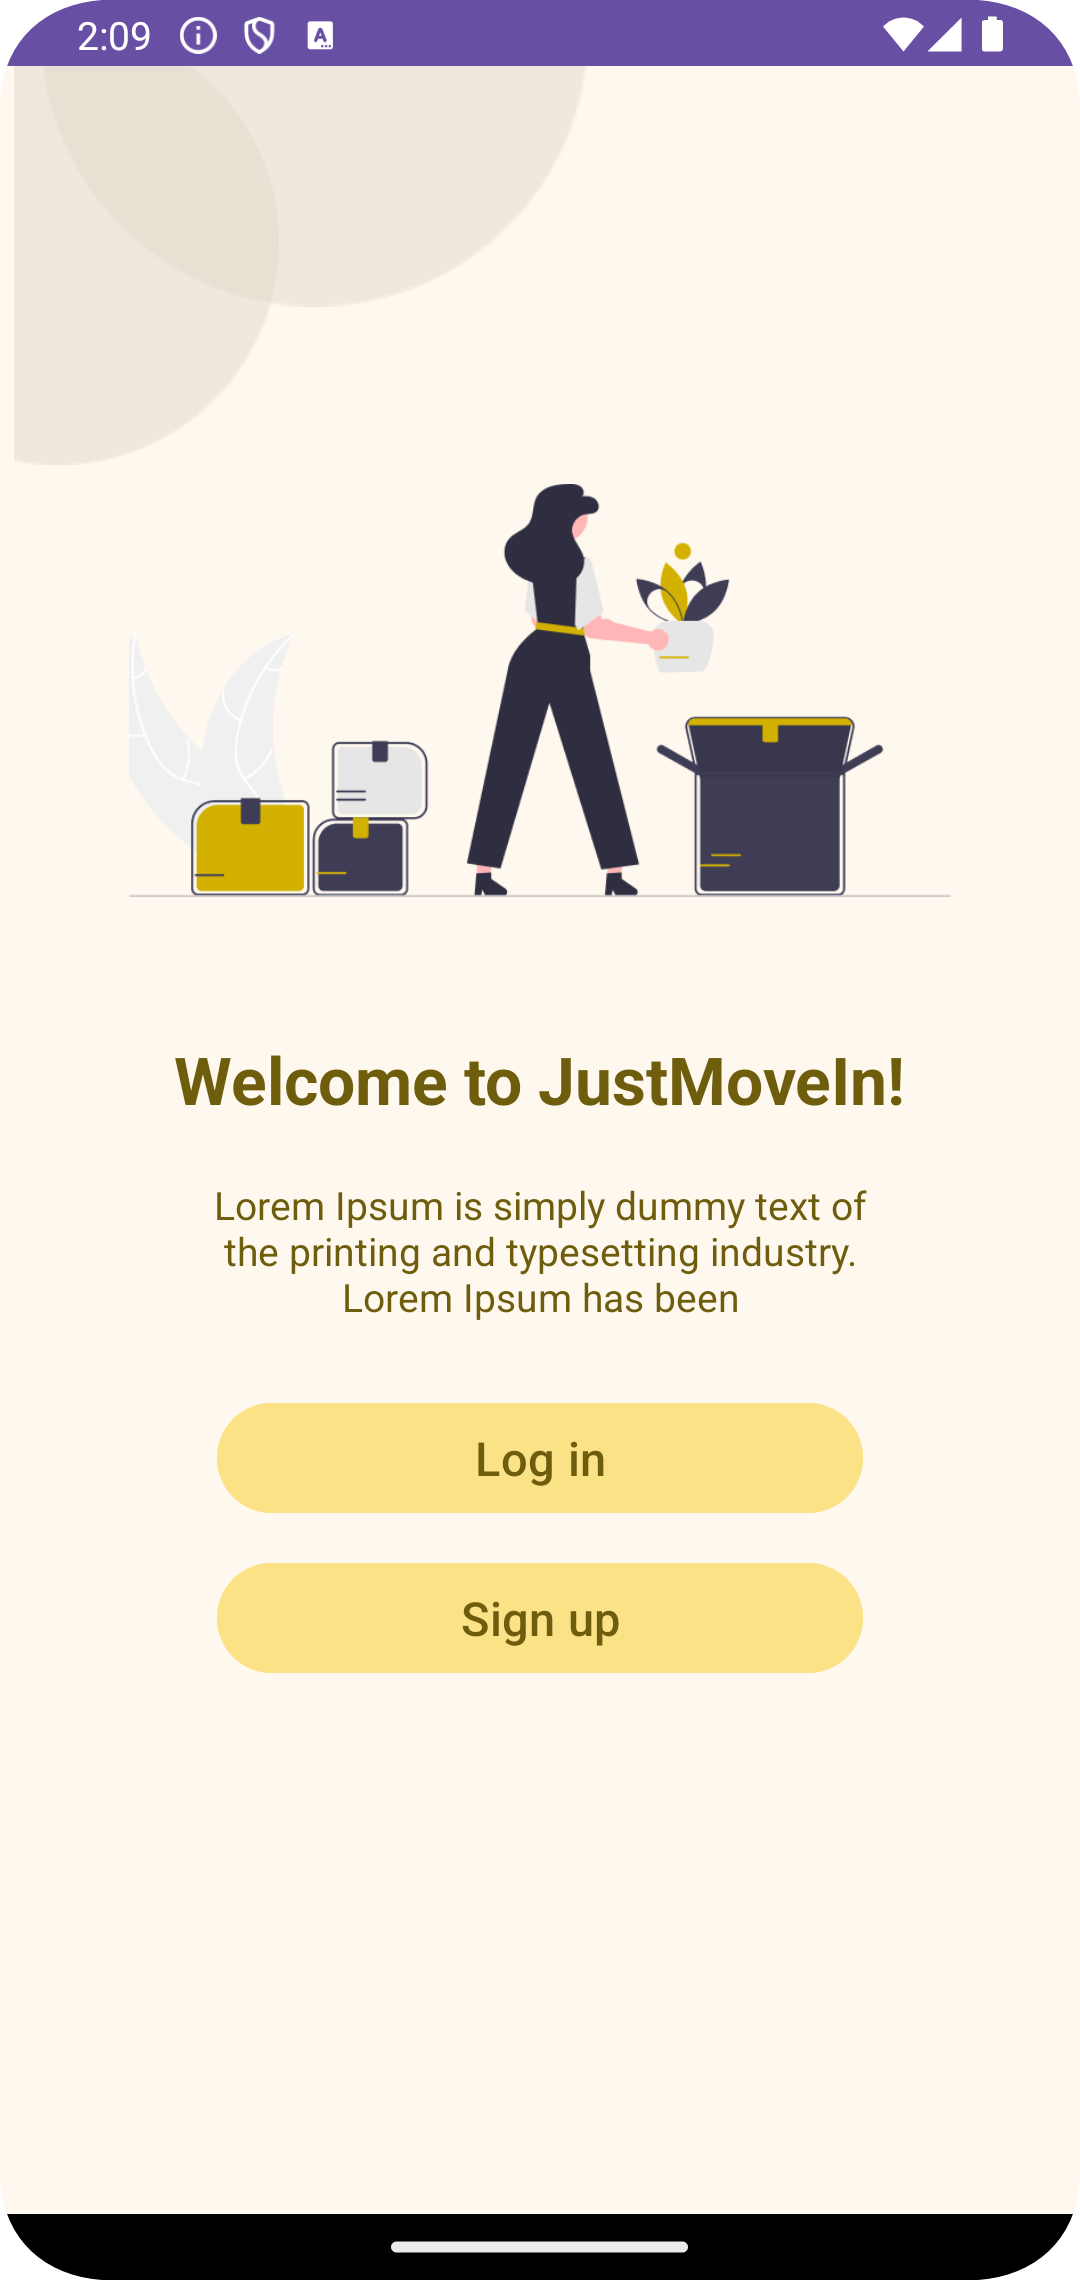 2:09
Welcome to JustMoveIn!
Lorem Ipsum is simply dummy text of
the printing and typesetting industry.
Lorem Ipsum has been
Log in
Sign up